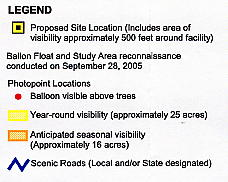 LEGEND
Proposed Site Location (Includes area of
visibility approximately 500 feet around facility)
Ballon Float and Study Area reconnaissance
conducted on September 28, 2005
Photopoint Locations
Balloon visible above trees
Year-round visibility (approximately 25 acres)
Anticipated seasonal visibility
(Approximately 16 acres)
Scenic Roads (Local and/or State designated)